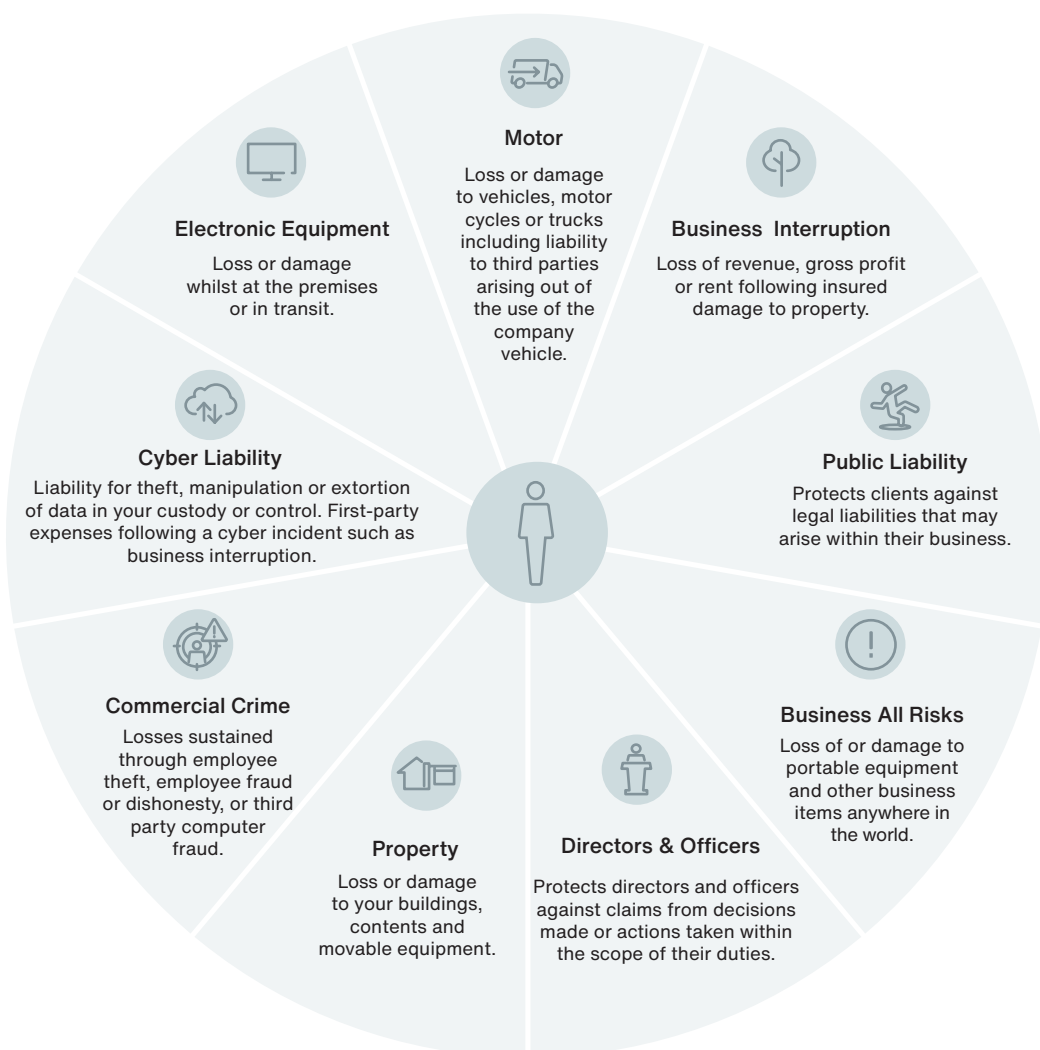 Motor
Loss or damage
to vehicles, motor
cycles or trucks
including liability
to third parties
arising out of
the use of the
company
vehicle.
Business Interruption
Loss of revenue, gross profit
or rent following insured
damage to property.
Public Liability
Protects clients against
legal liabilities that may
arise within their business.
Business All Risks
Loss of or damage to
portable equipment
and other business
items anywhere in
the world.
Directors & Officers
Protects directors and officers
against claims from decisions
made or actions taken within
the scope of their duties.
Property
Loss or damage
to your buildings,
contents and
movable equipment.
Commercial Crime
Losses sustained
through employee
theft, employee fraud
or dishonesty, or third
party computer
fraud.
Cyber Liability
Liability for theft, manipulation or extortion
of data in your custody or control. First-party
expenses following a cyber incident such as
business interruption.
Electronic Equipment
Loss or damage
whilst at the premises
or in transit.